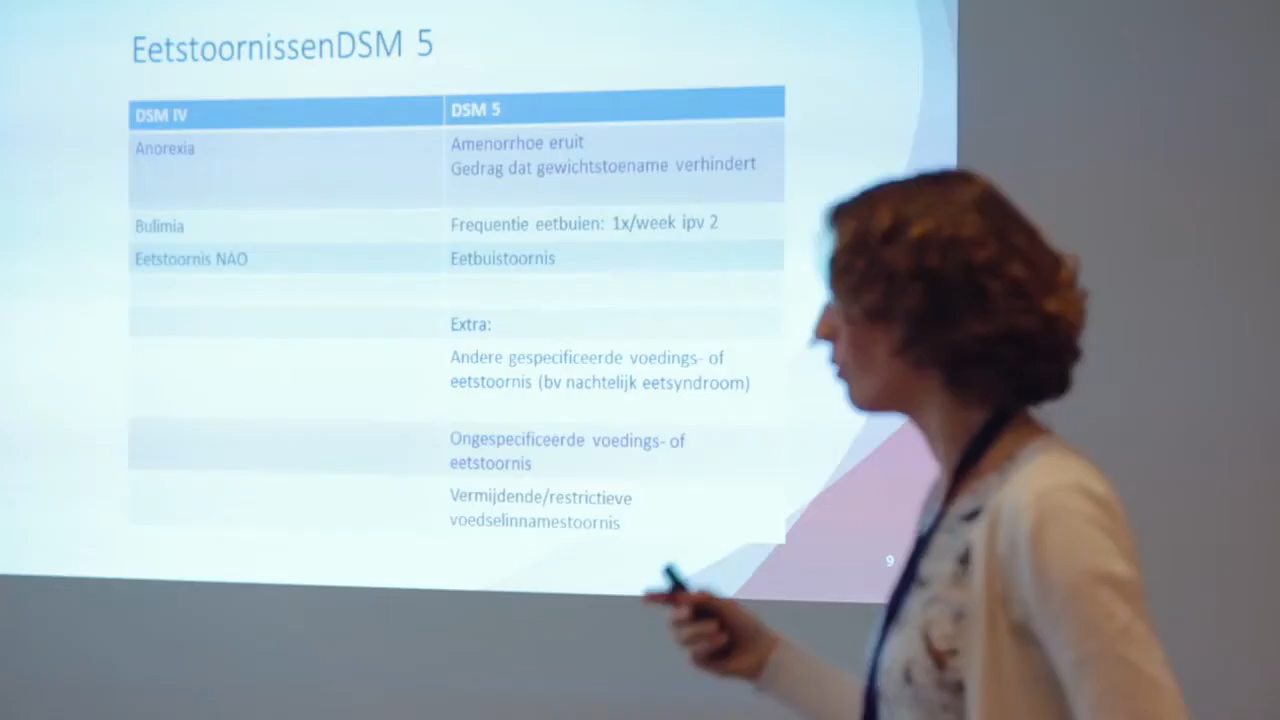 EetstoornissenDSM 5
DSM IV
DSM 5
Anorexia
Amenorrhoe eruit
Gedrag dat gewichtstoename verhindert
Bulimia
Frequentie eetbuien: 1x/week ipv 2
Eetstoornis NAO
Eetbuistoornis
Extra:
Andere gespecificeerde voedings- of
eetstoornis (bv nachtelijk eetsyndroom)
Ongespecificeerde voedings- of
eetstoornis
Vermijdende/restrictieve
voedselinnamestoornis
9